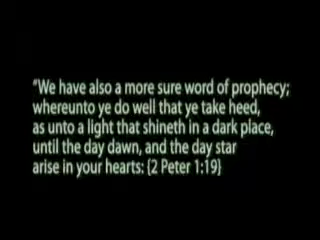 “We have also a more sure word of prophecy;
whereunto ye do well that ye take heed,
as unto a light that shineth in a dark place,
until the day dawn, and the day star
arise in your hearts: {2 Peter 1:19}